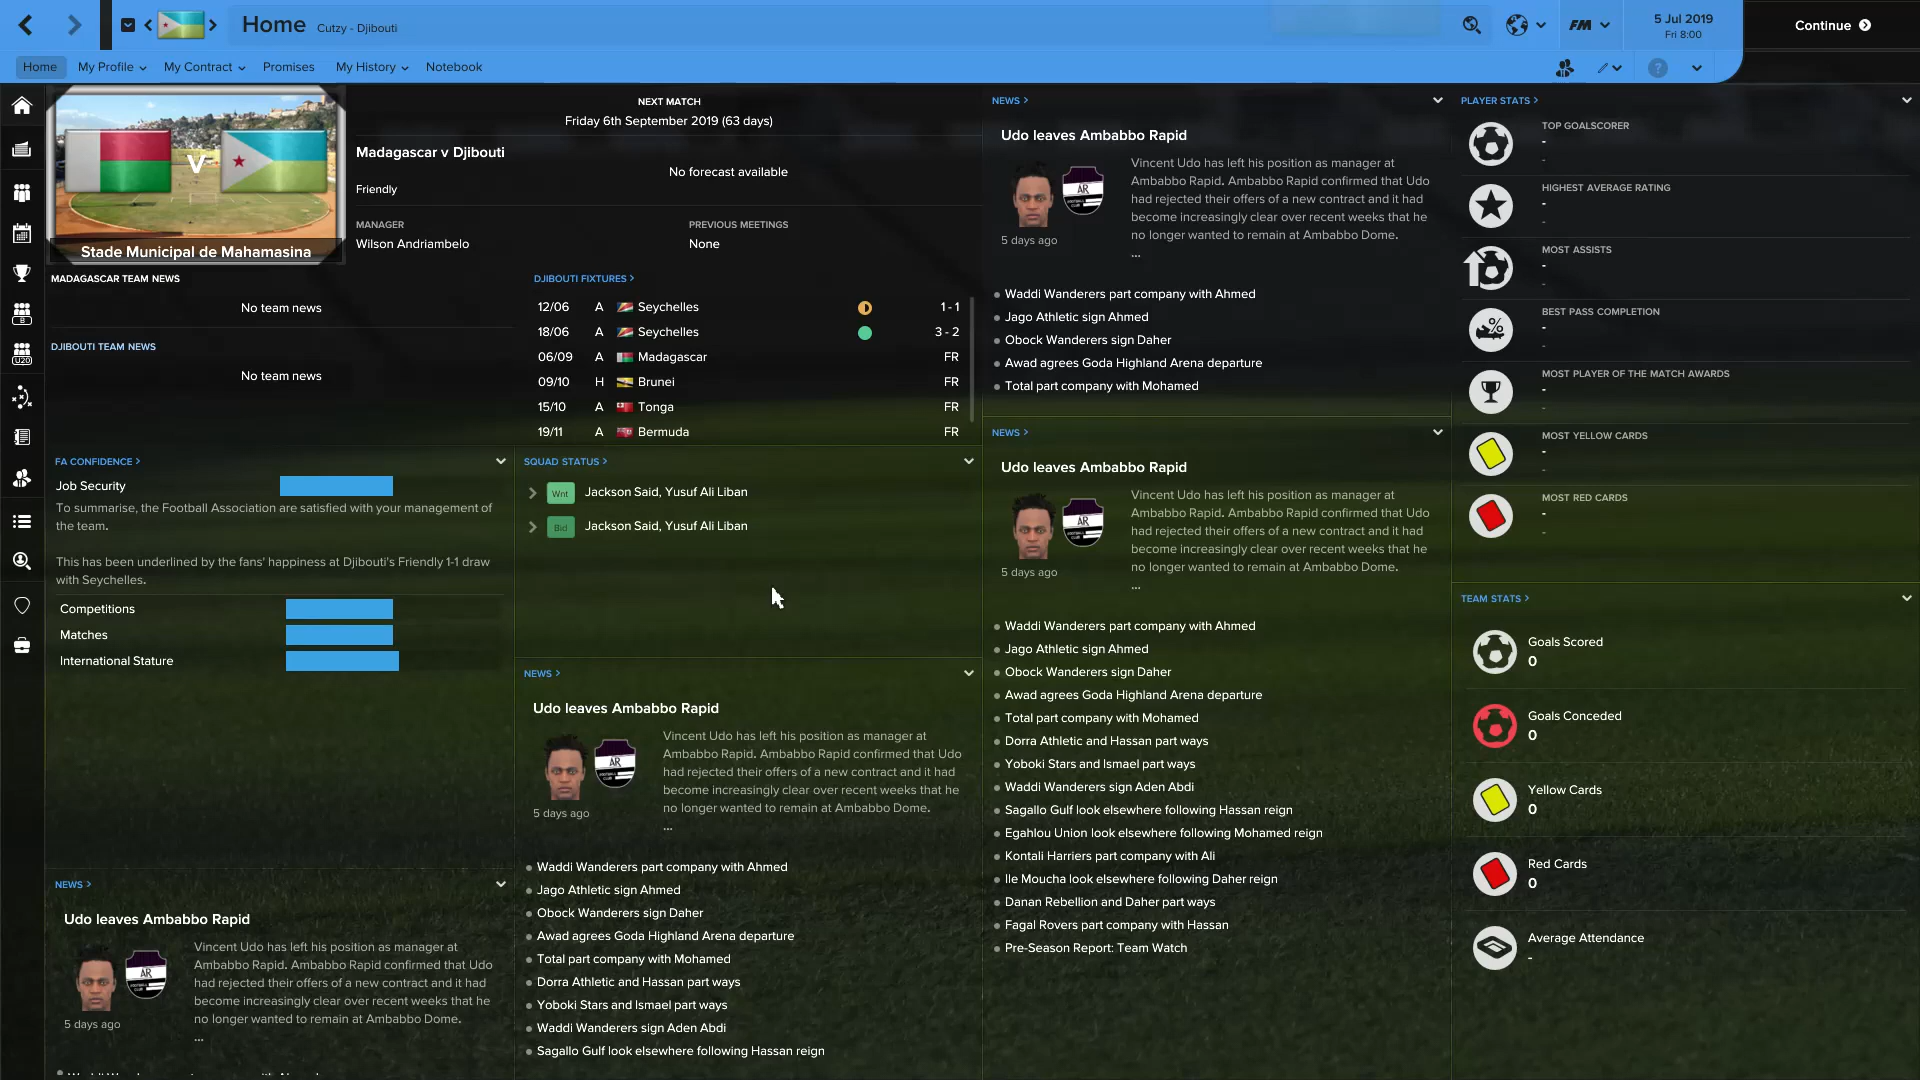 Home
Cutzy - Djibouti
FM
5 Jul 2019
Fri 8:00
Continue
Home
My Profile
My Contract
Promises
My History
Notebook
?
V
Stade Municipal de Mahamasina
NEXT MATCH
Friday 6th September 2019 (63 days)
Madagascar v Djibouti
No forecast available
Friendly
MANAGER
Wilson Andriambelo
PREVIOUS MEETINGS
None
MADAGASCAR TEAM NEWS
No team news
DJIBOUTI TEAM NEWS
No team news
DJIBOUTI FIXTURES >
12/06 A Seychelles 1 - 1
18/06 A Seychelles 3 - 2
06/09 A Madagascar FR
09/10 H Brunei FR
15/10 A Tonga FR
19/11 A Bermuda FR
FA CONFIDENCE >
Job Security
To summarise, the Football Association are satisfied with your management of
the team.
This has been underlined by the fans' happiness at Djibouti's Friendly 1-1 draw
with Seychelles.
Competitions
Matches
International Stature
SQUAD STATUS >
Wnt Jackson Said, Yusuf Ali Liban
Bid Jackson Said, Yusuf Ali Liban
NEWS >
Udo leaves Ambabbo Rapid
AR
Vincent Udo has left his position as manager at
Ambabbo Rapid. Ambabbo Rapid confirmed that Udo
had rejected their offers of a new contract and it had
become increasingly clear over recent weeks that he
no longer wanted to remain at Ambabbo Dome.
5 days ago
...
NEWS >
Udo leaves Ambabbo Rapid
AR
Vincent Udo has left his position as manager at
Ambabbo Rapid. Ambabbo Rapid confirmed that Udo
had rejected their offers of a new contract and it had
become increasingly clear over recent weeks that he
no longer wanted to remain at Ambabbo Dome.
5 days ago
...
Waddi Wanderers part company with Ahmed
Jago Athletic sign Ahmed
Obock Wanderers sign Daher
Awad agrees Goda Highland Arena departure
Total part company with Mohamed
Dorra Athletic and Hassan part ways
Yoboki Stars and Ismael part ways
Waddi Wanderers sign Aden Abdi
Sagallo Gulf look elsewhere following Hassan reign
NEWS >
Udo leaves Ambabbo Rapid
AR
Vincent Udo has left his position as manager at
Ambabbo Rapid. Ambabbo Rapid confirmed that Udo
had rejected their offers of a new contract and it had
become increasingly clear over recent weeks that he
no longer wanted to remain at Ambabbo Dome.
5 days ago
...
Waddi Wanderers part company with Ahmed
Jago Athletic sign Ahmed
Obock Wanderers sign Daher
Awad agrees Goda Highland Arena departure
Total part company with Mohamed
NEWS >
Udo leaves Ambabbo Rapid
AR
Vincent Udo has left his position as manager at
Ambabbo Rapid. Ambabbo Rapid confirmed that Udo
had rejected their offers of a new contract and it had
become increasingly clear over recent weeks that he
no longer wanted to remain at Ambabbo Dome.
5 days ago
...
Waddi Wanderers part company with Ahmed
Jago Athletic sign Ahmed
Obock Wanderers sign Daher
Awad agrees Goda Highland Arena departure
Total part company with Mohamed
Dorra Athletic and Hassan part ways
Yoboki Stars and Ismael part ways
Waddi Wanderers sign Aden Abdi
Sagallo Gulf look elsewhere following Hassan reign
Egahlou Union look elsewhere following Mohamed reign
Kontali Harriers part company with Ali
Ile Moucha look elsewhere following Daher reign
Danan Rebellion and Daher part ways
Fagal Rovers part company with Hassan
Pre-Season Report: Team Watch
PLAYER STATS >
TOP GOALSCORER
-
-
HIGHEST AVERAGE RATING
-
-
MOST ASSISTS
-
-
BEST PASS COMPLETION
-
-
MOST PLAYER OF THE MATCH AWARDS
-
-
MOST YELLOW CARDS
-
-
MOST RED CARDS
-
-
TEAM STATS >
Goals Scored
0
Goals Conceded
0
Yellow Cards
0
Red Cards
0
Average Attendance
-
B
U20